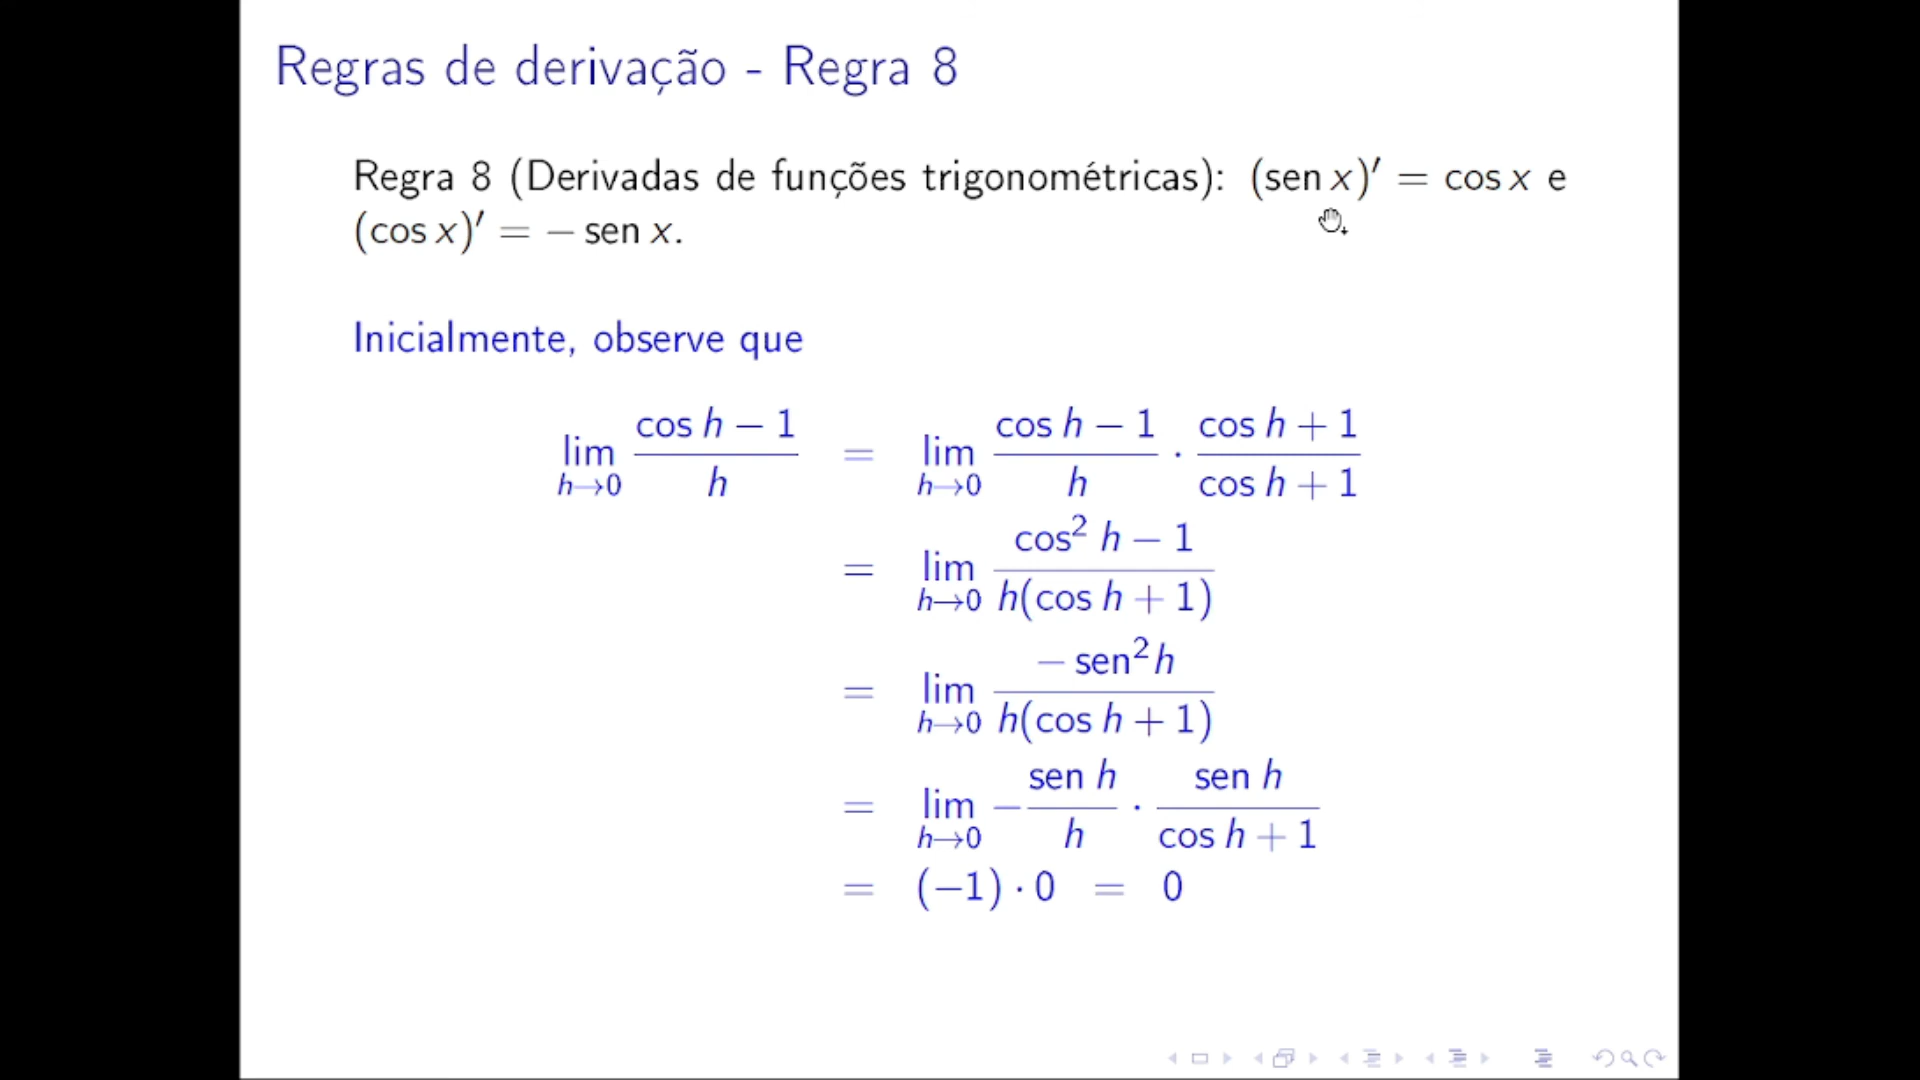 Regras de derivação - Regra 8
Regra 8 (Derivadas de funções trigonométricas): (sen x)′ = cos x e
(cos x)′ = − sen x.
Inicialmente, observe que
lim_{h→0} (cos h − 1)/h = lim_{h→0} (cos h − 1)/h · (cos h + 1)/(cos h + 1)
= lim_{h→0} (cos² h − 1)/(h(cos h + 1))
= lim_{h→0} (− sen² h)/(h(cos h + 1))
= lim_{h→0} − (sen h)/h · (sen h)/(cos h + 1)
= (−1) · 0 = 0